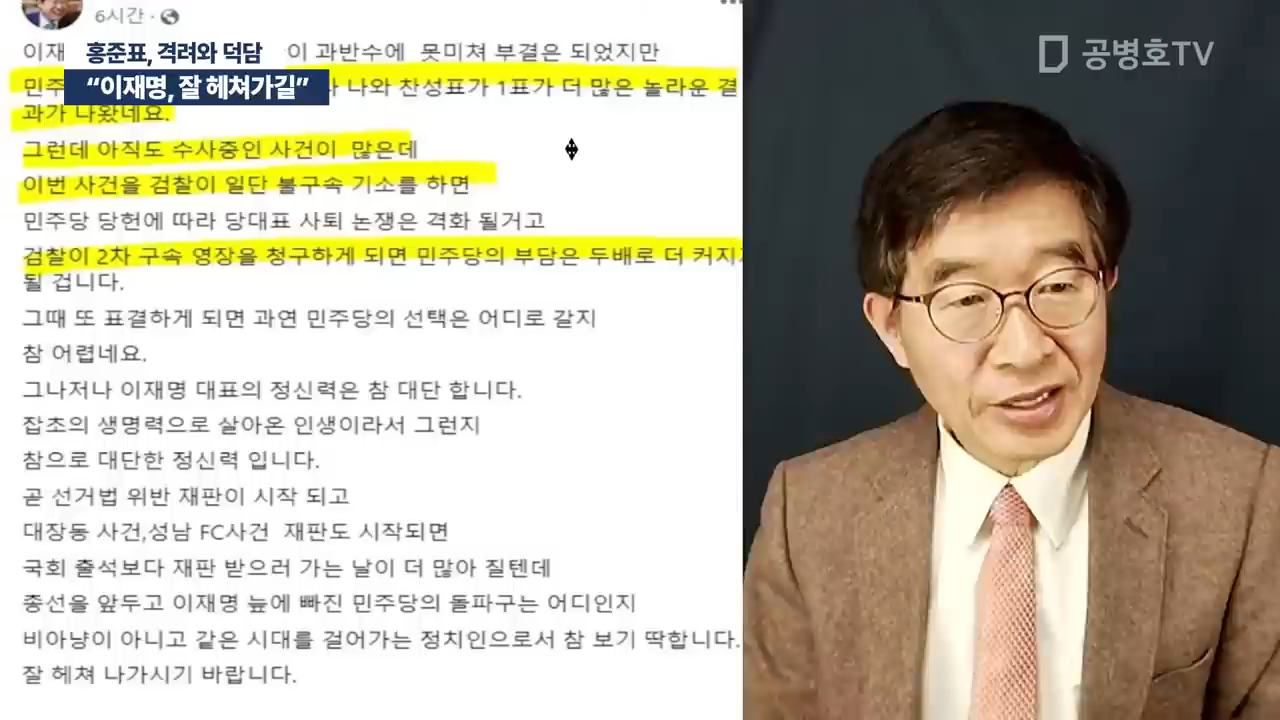 6시간
홍준표, 격려와 덕담
“이재명, 잘 헤쳐가길”
공병호TV
이재 이 과반수에 못미쳐 부결은 되었지만
민주 나 나와 찬성표가 1표가 더 많은 놀라운 결
과가 나왔네요.
그런데 아직도 수사중인 사건이 많은데
이번 사건을 검찰이 일단 불구속 기소를 하면
민주당 당헌에 따라 당대표 사퇴 논쟁은 격화 될거고
검찰이 2차 구속 영장을 청구하게 되면 민주당의 부담은 두배로 더 커지게
될 겁니다.
그때 또 표결하게 되면 과연 민주당의 선택은 어디로 갈지
참 어렵네요.
그나저나 이재명 대표의 정신력은 참 대단 합니다.
잡초의 생명력으로 살아온 인생이라서 그런지
참으로 대단한 정신력 입니다.
곧 선거법 위반 재판이 시작 되고
대장동 사건,성남 FC사건 재판도 시작되면
국회 출석보다 재판 받으러 가는 날이 더 많아 질텐데
총선을 앞두고 이재명 늪에 빠진 민주당의 돌파구는 어디인지
비아냥이 아니고 같은 시대를 걸어가는 정치인으로서 참 보기 딱합니다.
잘 헤쳐 나가시기 바랍니다.